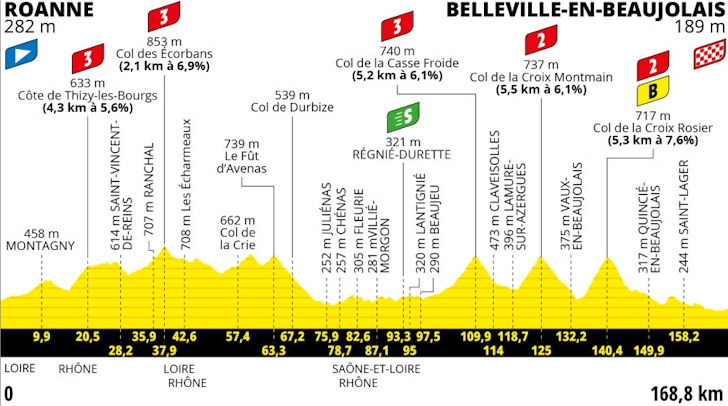 ROANNE
282 m
BELLEVILLE-EN-BEAUJOLAIS
189 m
3
633 m
Côte de Thizy-les-Bourgs
(4,3 km à 5,6%)
3
853 m
Col des Écorbans
(2,1 km à 6,9%)
539 m
Col de Durbize
739 m
Le Fût
d'Avenas
662 m
Col de
la Crie
458 m
MONTAGNY
614 m SAINT-VINCENT-
DE-REINS
707 m RANCHAL
708 m Les Écharmeaux
3
740 m
Col de la Casse Froide
(5,2 km à 6,1%)
S
321 m
RÉGNIÉ-DURETTE
2
737 m
Col de la Croix Montmain
(5,5 km à 6,1%)
2
B
717 m
Col de la Croix Rosier
(5,3 km à 7,6%)
252 m JULIÉNAS
257 m CHÉNAS
305 m FLEURIE
281 mVILLIÉ-
MORGON
320 m LANTIGNIÉ
290 m BEAUJEU
473 m CLAVEISOLLES
396 m LAMURE-
SUR-AZERGUES
375 m VAUX-
EN-BEAUJOLAIS
317 m QUINCIÉ-
EN-BEAUJOLAIS
244 m SAINT-LAGER
9,9 20,5 35,9 42,6 57,4 67,2 75,9 82,6 93,3 97,5 109,9 118,7 132,2 149,9
28,2 37,9 63,3 78,7 87,1 95 114 125 140,4 158,2
LOIRE RHÔNE LOIRE SAÔNE-ET-LOIRE
RHÔNE RHÔNE
0 168,8 km